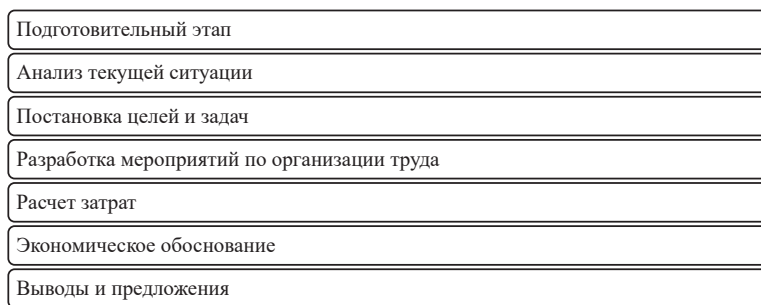 Подготовительный этап
Анализ текущей ситуации
Постановка целей и задач
Разработка мероприятий по организации труда
Расчет затрат
Экономическое обоснование
Выводы и предложения